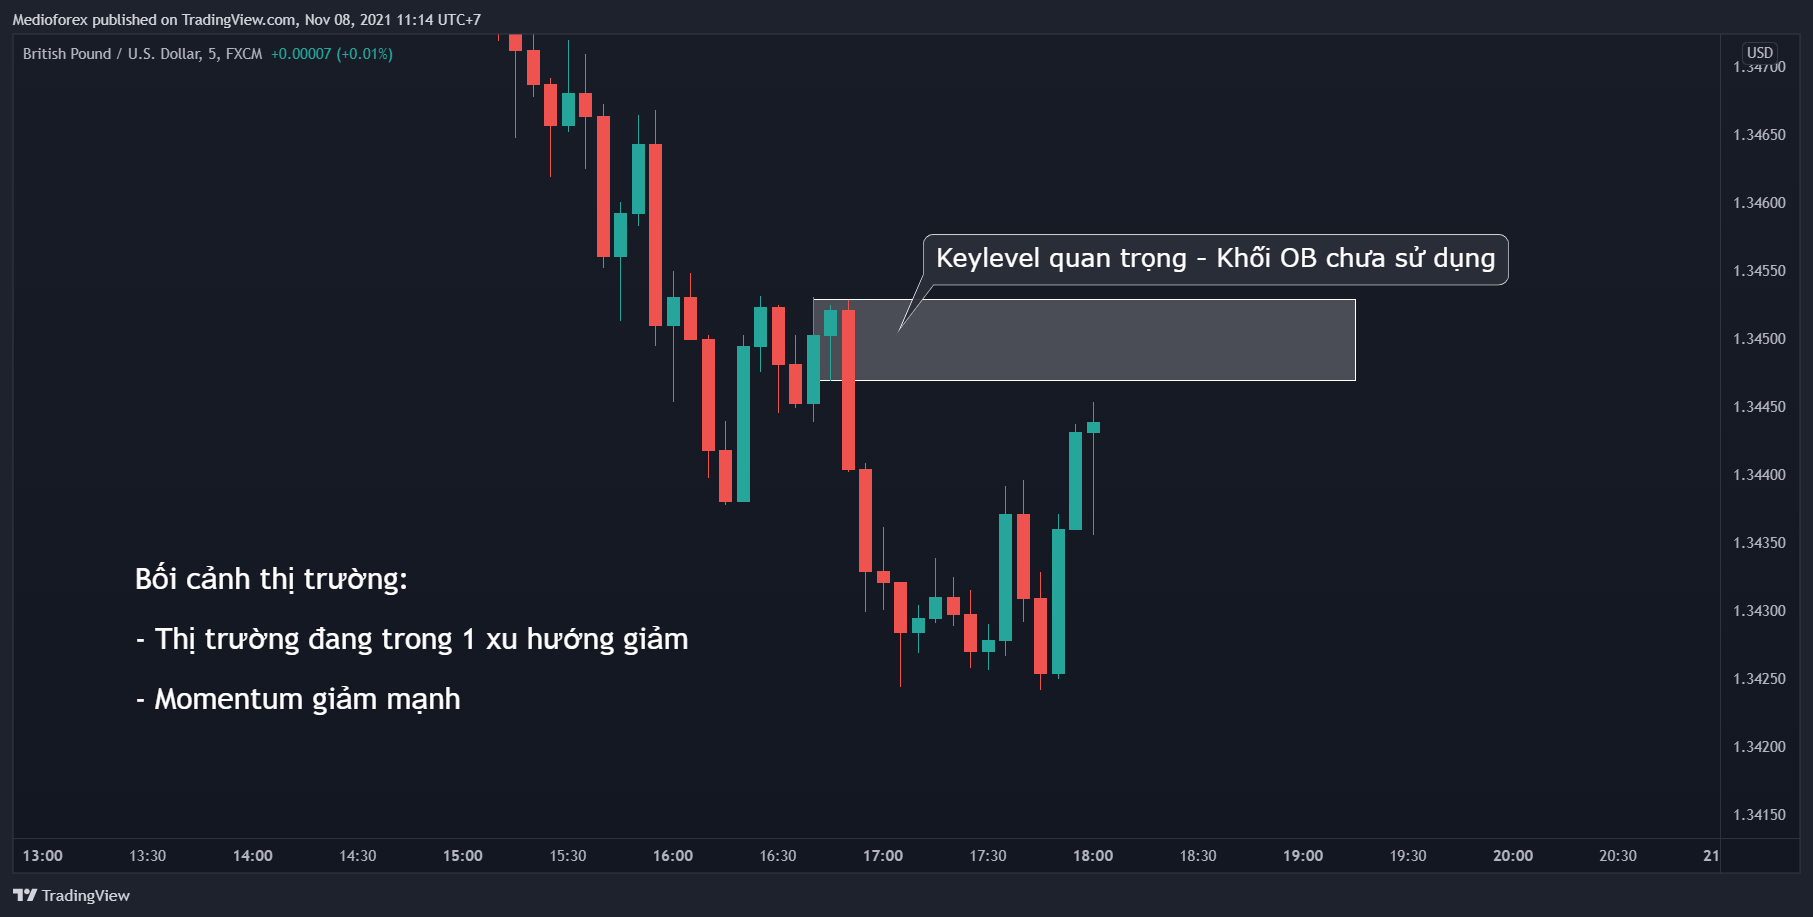 Medioforex published on TradingView.com, Nov 08, 2021 11:14 UTC+7
British Pound / U.S. Dollar, 5, FXCM +0.00007 (+0.01%)
USD
1.34700
1.34650
1.34600
Keylevel quan trọng - Khối OB chưa sử dụng
1.34550
1.34500
1.34450
1.34400
1.34350
Bối cảnh thị trường:
1.34300
- Thị trường đang trong 1 xu hướng giảm
1.34250
- Momentum giảm mạnh
1.34200
1.34150
13:00 13:30 14:00 14:30 15:00 15:30 16:00 16:30 17:00 17:30 18:00 18:30 19:00 19:30 20:00 20:30 21
TradingView